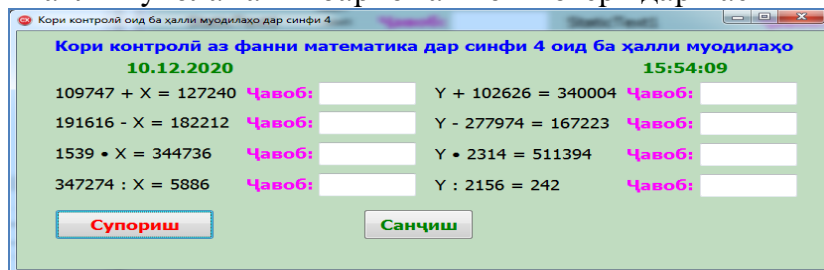 Кори контролӣ оид ба ҳалли муодилаҳо дар синфи 4
Кори контролӣ аз фанни математика дар синфи 4 оид ба ҳалли муодилаҳо
10.12.2020 15:54:09
109747 + X = 127240 Ҷавоб: Y + 102626 = 340004 Ҷавоб:
191616 - X = 182212 Ҷавоб: Y - 277974 = 167223 Ҷавоб:
1539 • X = 344736 Ҷавоб: Y • 2314 = 511394 Ҷавоб:
347274 : X = 5886 Ҷавоб: Y : 2156 = 242 Ҷавоб:
Супориш Санҷиш